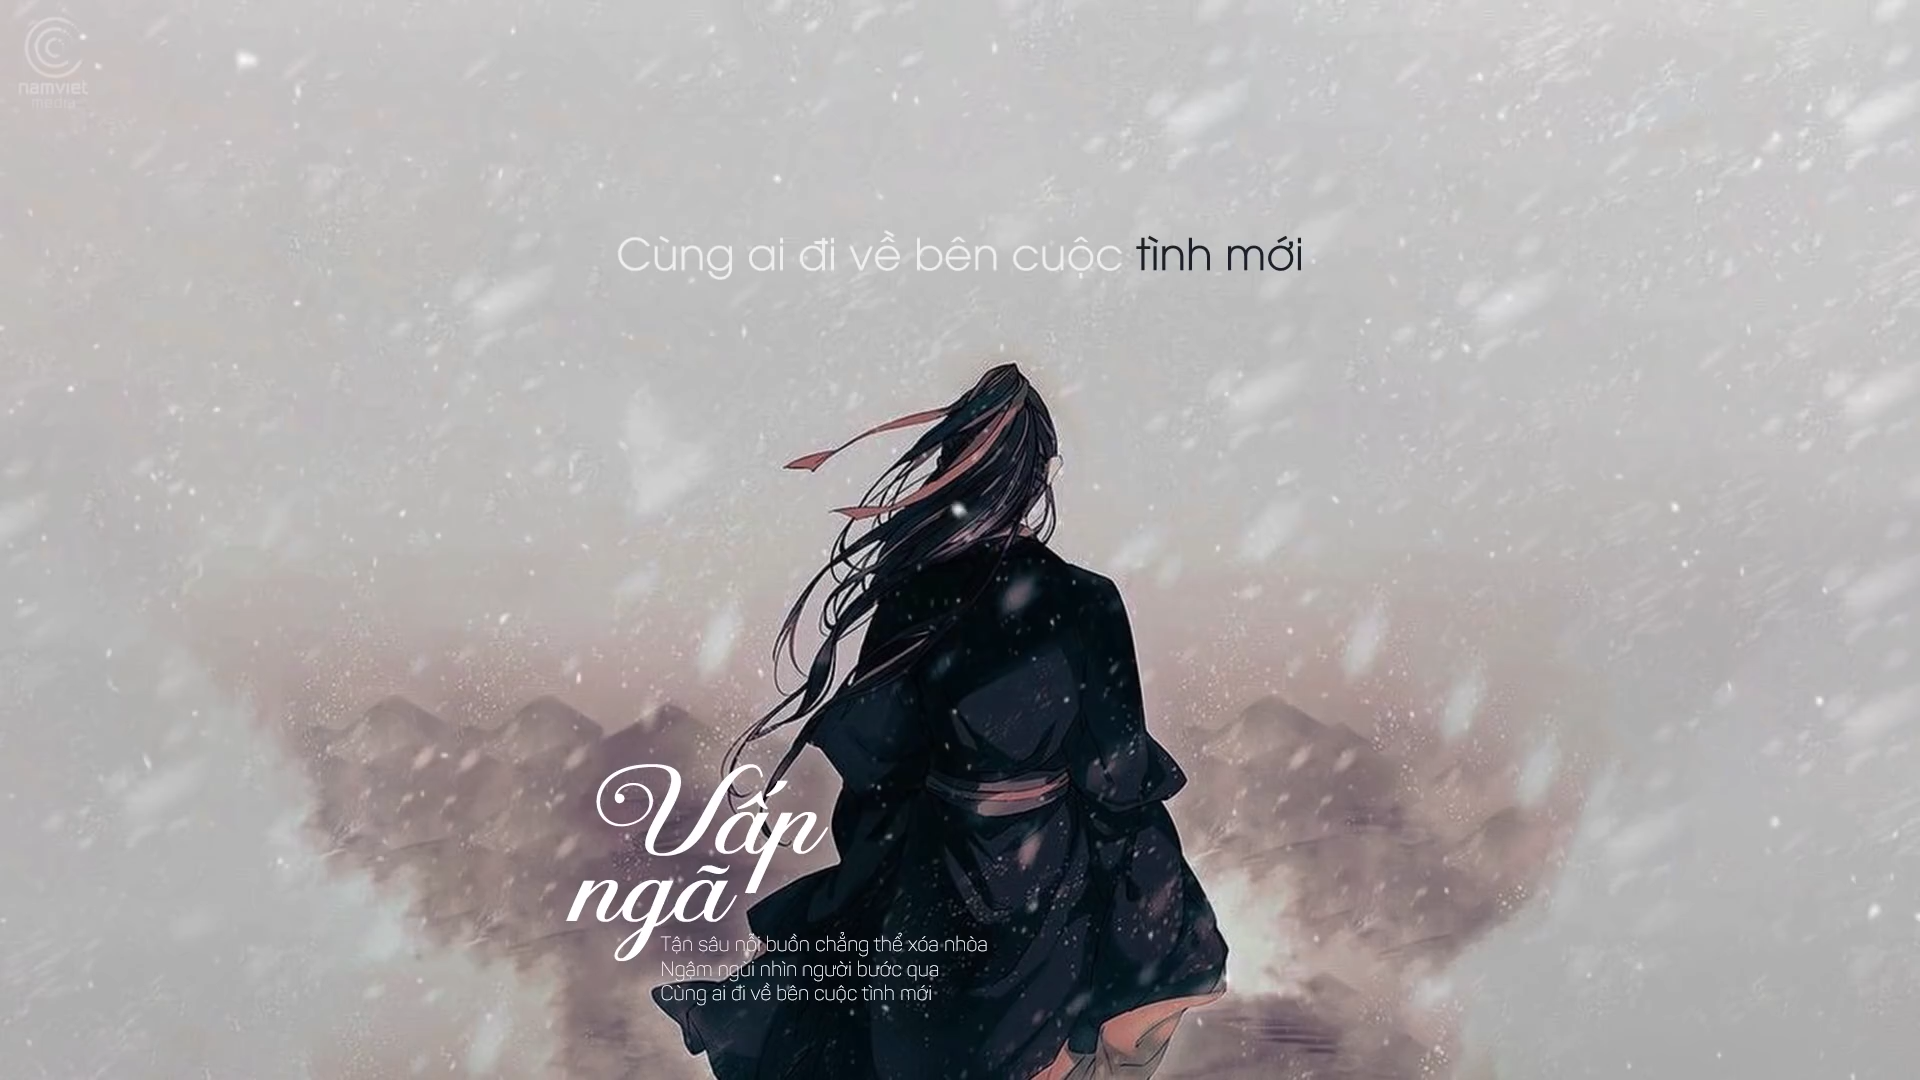 namviet
media
Cùng ai đi về bên cuộc tình mới
Vấp
ngã
Tận sâu nỗi buồn chẳng thể xóa nhòa
Ngậm ngùi nhìn người bước qua
Cùng ai đi về bên cuộc tình mới